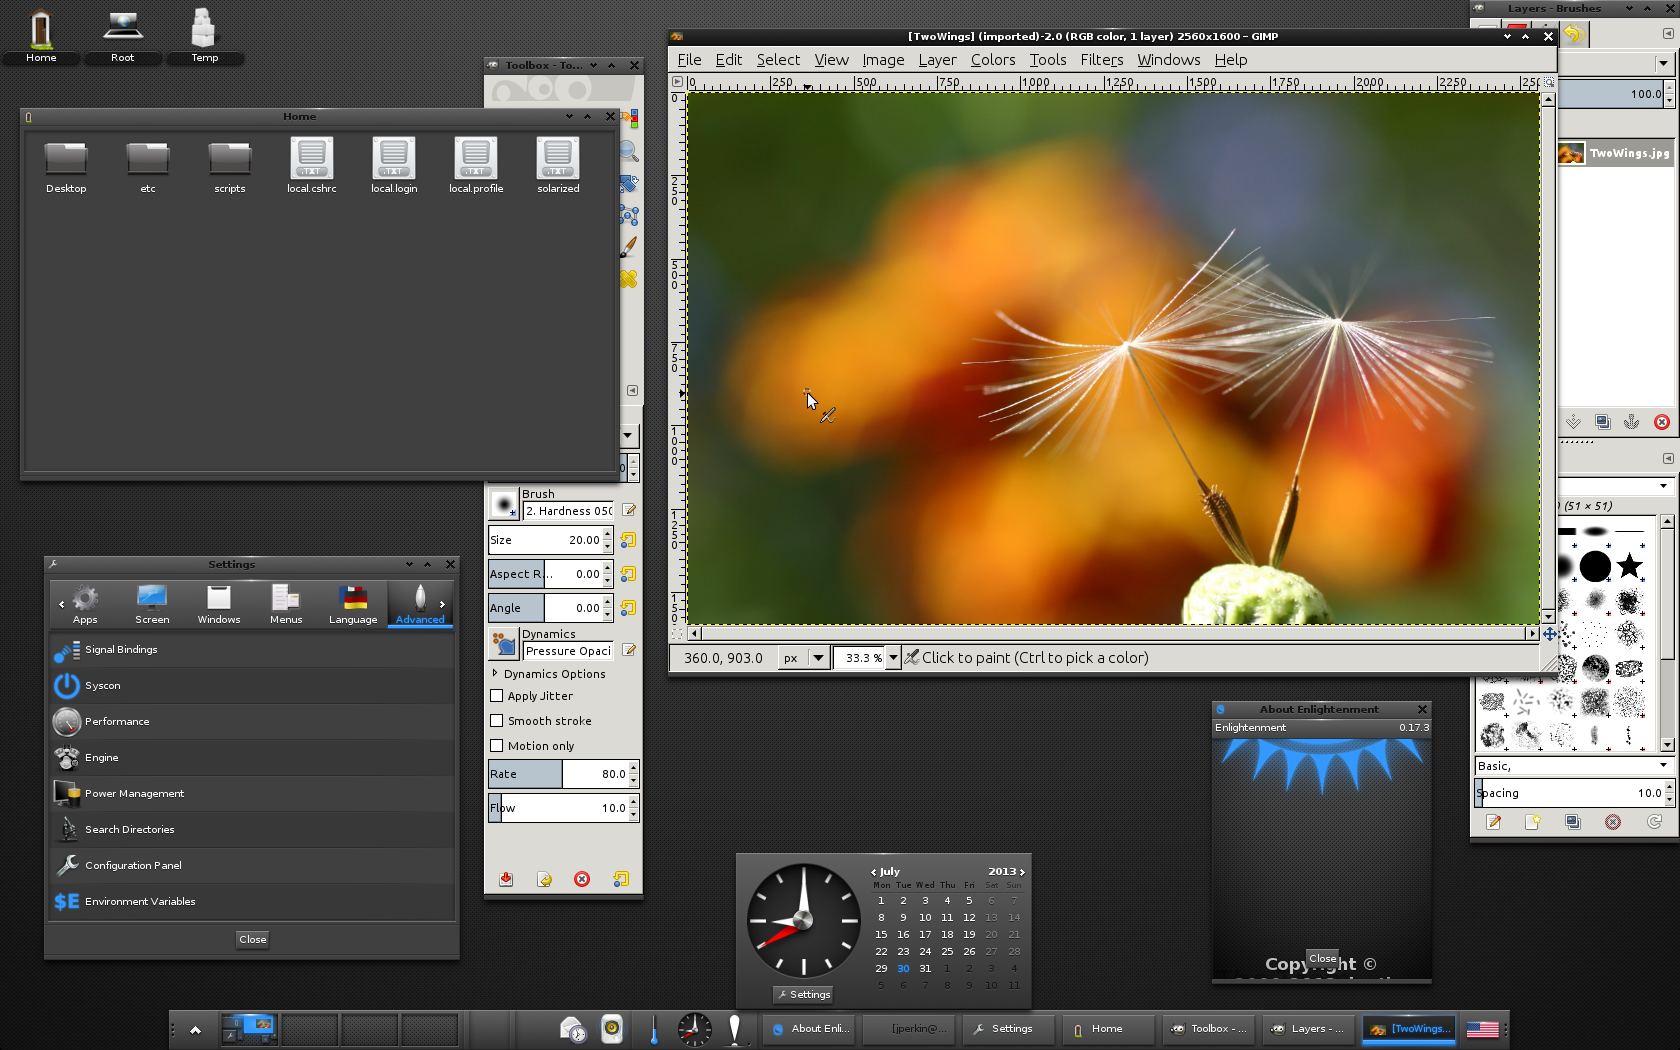 Home
Root
Temp
Home
Desktop
etc
scripts
local.cshrc
local.login
local.profile
solarized
Toolbox - To...
Brush
2. Hardness 050
Size 20.00
Aspect R... 0.00
Angle 0.00
Dynamics
Pressure Opaci
Dynamics Options
Apply Jitter
Smooth stroke
Motion only
Rate 80.0
Flow 10.0
[TwoWings] (imported)-2.0 (RGB color, 1 layer) 2560x1600 – GIMP
File Edit Select View Image Layer Colors Tools Filters Windows Help
0 250 500 750 1000 1250 1500 1750 2000 2250
0
250
500
750
1000
1250
360.0, 903.0 px 33.3 % Click to paint (Ctrl to pick a color)
Layers - Brushes
100.0
TwoWings.jpg
(51 × 51)
Basic,
Spacing 10.0
Settings
Apps Screen Windows Menus Language Advanced
Signal Bindings
Syscon
Performance
Engine
Power Management
Search Directories
Configuration Panel
$E Environment Variables
Close
July 2013
Mon Tue Wed Thu Fri Sat Sun
1 2 3 4 5 6 7
8 9 10 11 12 13 14
15 16 17 18 19 20 21
22 23 24 25 26 27 28
29 30 31 1 2 3 4
5 6 7 8 9 10 11
Settings
About Enlightenment
Enlightenment 0.17.3
Copyright ©
Close
About Enli...
[jperkin@...
Settings
Home
Toolbox - ...
Layers - ...
[TwoWings...